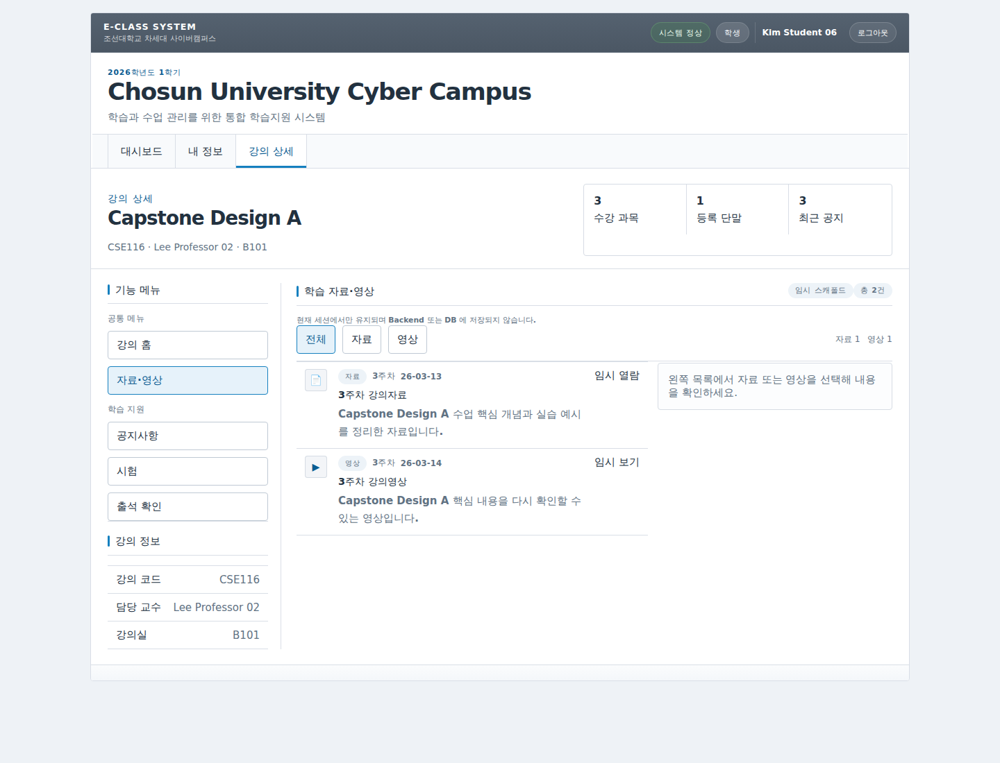 E-CLASS SYSTEM
조선대학교 차세대 사이버캠퍼스
시스템 정상
학생
Kim Student 06
로그아웃
2026학년도 1학기
Chosun University Cyber Campus
학습과 수업 관리를 위한 통합 학습지원 시스템
대시보드
내 정보
강의 상세
강의 상세
Capstone Design A
CSE116 · Lee Professor 02 · B101
3
수강 과목
1
등록 단말
3
최근 공지
기능 메뉴
공통 메뉴
강의 홈
자료·영상
학습 지원
공지사항
시험
출석 확인
강의 정보
강의 코드 CSE116
담당 교수 Lee Professor 02
강의실 B101
학습 자료·영상
임시 스캐폴드
총 2건
현재 세션에서만 유지되며 Backend 또는 DB 에 저장되지 않습니다.
전체
자료
영상
자료 1 영상 1
자료 3주차 26-03-13
임시 열람
3주차 강의자료
Capstone Design A 수업 핵심 개념과 실습 예시
를 정리한 자료입니다.
영상 3주차 26-03-14
임시 보기
3주차 강의영상
Capstone Design A 핵심 내용을 다시 확인할 수
있는 영상입니다.
왼쪽 목록에서 자료 또는 영상을 선택해 내용
을 확인하세요.